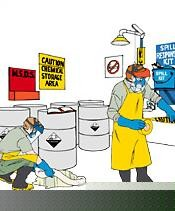 M.S.D.S.
CAUTION
CHEMICAL
STORAGE
AREA
SPILL
RESPONSE
KIT
SPILL
KIT